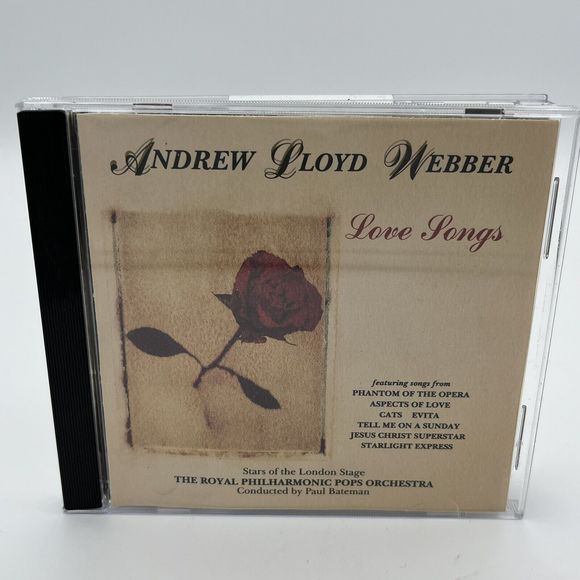 ANDREW LLOYD WEBBER
Love Songs
featuring songs from
PHANTOM OF THE OPERA
ASPECTS OF LOVE
CATS EVITA
TELL ME ON A SUNDAY
JESUS CHRIST SUPERSTAR
STARLIGHT EXPRESS
Stars of the London Stage
THE ROYAL PHILHARMONIC POPS ORCHESTRA
Conducted by Paul Bateman